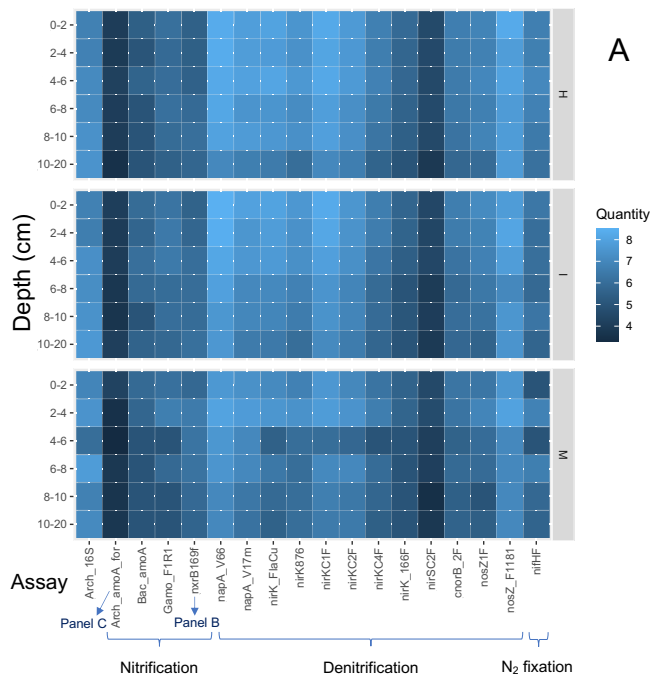 A
0-2
2-4
4-6
6-8
8-10
10-20
H
0-2
2-4
4-6
6-8
8-10
10-20
I
0-2
2-4
4-6
6-8
8-10
10-20
M
Depth (cm)
Quantity
8
7
6
5
4
Arch_16S
Arch_amoA_for
Bac_amoA
Gamo_F1R1
nxrB169f
napA_V66
napA_V17m
nirK_FlaCu
nirK876
nirKC1F
nirKC2F
nirKC4F
nirK_166F
nirSC2F
cnorB_2F
nosZ1F
nosZ_F1181
nifHF
Assay
Panel C
Panel B
Nitrification
Denitrification
N₂ fixation